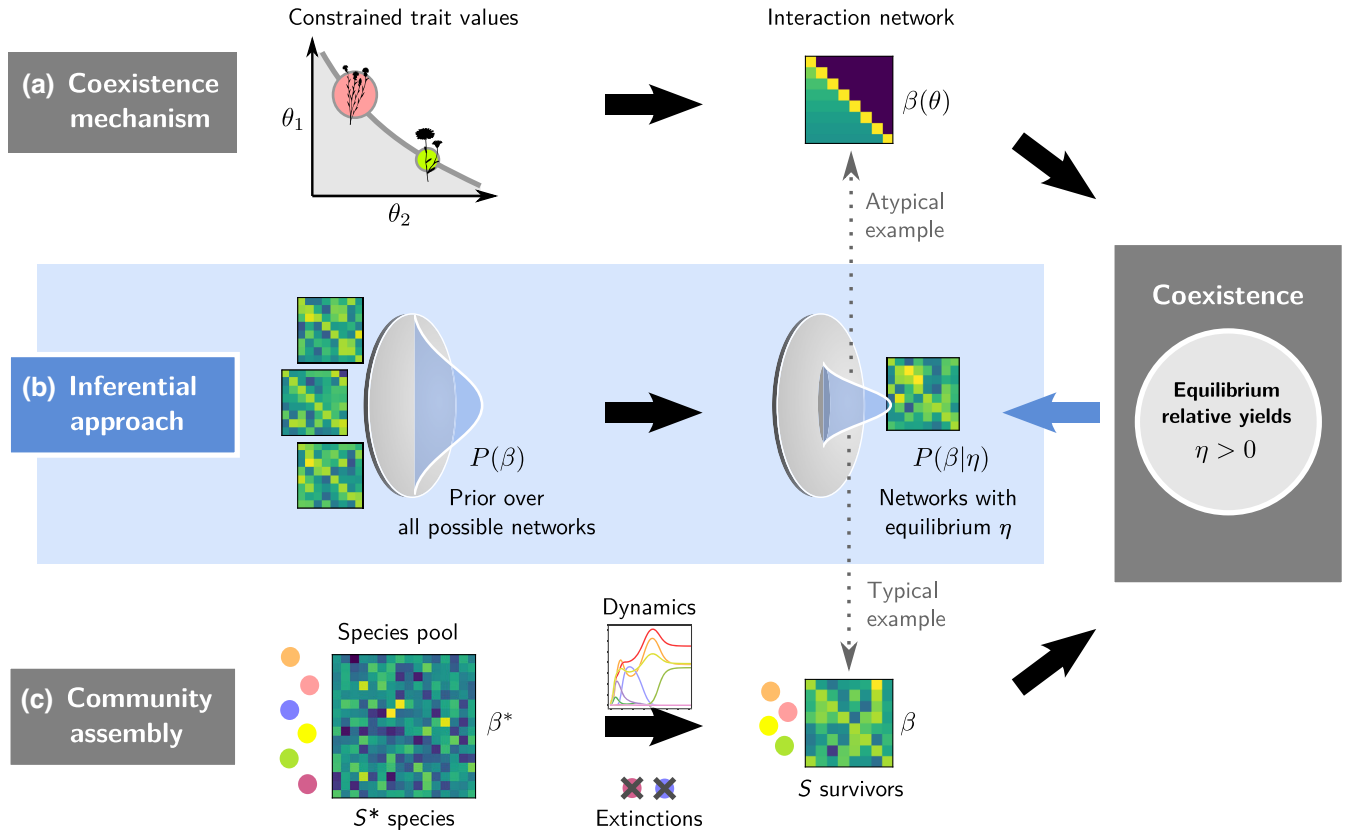 Constrained trait values
Interaction network
(a) Coexistence
mechanism
θ1
θ2
β(θ)
Atypical
example
Coexistence
Equilibrium
relative yields
η > 0
(b) Inferential
approach
P(β)
Prior over
all possible networks
P(β|η)
Networks with
equilibrium η
Typical
example
Dynamics
Species pool
(c) Community
assembly
β*
β
S* species
Extinctions
S survivors